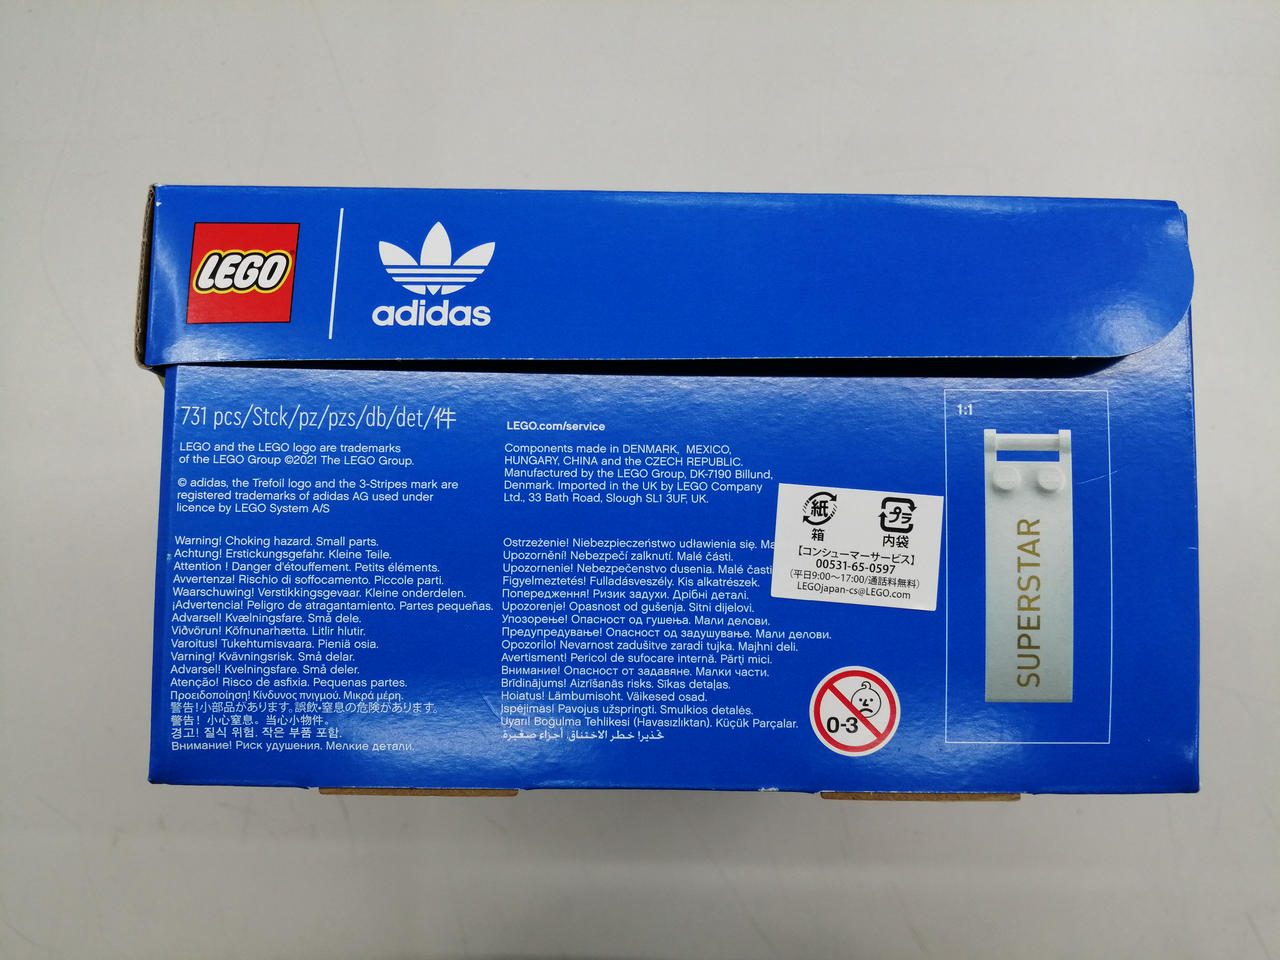 LEGO
adidas
731 pcs/Stck/pz/pzs/db/det/件
LEGO and the LEGO logo are trademarks
of the LEGO Group ©2021 The LEGO Group.
© adidas, the Trefoil logo and the 3-Stripes mark are
registered trademarks of adidas AG used under
licence by LEGO System A/S
LEGO.com/service
Components made in DENMARK, MEXICO,
HUNGARY, CHINA and the CZECH REPUBLIC.
Manufactured by the LEGO Group, DK-7190 Billund,
Denmark. Imported in the UK by LEGO Company
Ltd., 33 Bath Road, Slough SL1 3UF, UK.
Warning! Choking hazard. Small parts.
Achtung! Erstickungsgefahr. Kleine Teile.
Attention ! Danger d'étouffement. Petits éléments.
Avvertenza! Rischio di soffocamento. Piccole parti.
Waarschuwing! Verstikkingsgevaar. Kleine onderdelen.
¡Advertencia! Peligro de atragantamiento. Partes pequeñas.
Advarsel! Kvælningsfare. Små dele.
Viðvörun! Köfnunarhætta. Litlir hlutir.
Varoitus! Tukehtumisvaara. Pieniä osia.
Varning! Kvävningsrisk. Små delar.
Advarsel! Kvelningsfare. Små deler.
Atenção! Risco de asfixia. Pequenas partes.
Προειδοποίηση! Κίνδυνος πνιγμού. Μικρά μέρη.
警告!小部品があります。誤飲・窒息の危険があります。
警告! 小心窒息。当心小物件。
경고! 질식 위험. 작은 부품 포함.
Внимание! Риск удушения. Мелкие детали.
Ostrzeżenie! Niebezpieczeństwo udławienia się. Ma
Upozornění! Nebezpečí zalknutí. Malé části.
Upozornenie! Nebezpečenstvo dusenia. Malé časti
Figyelmeztetés! Fulladásveszély. Kis alkatrészek.
Попередження! Ризик задухи. Дрібні деталі.
Upozorenje! Opasnost od gušenja. Sitni dijelovi.
Упозорење! Опасност од гушења. Мали делови.
Предупредување! Опасност од задушување. Мали делови.
Opozorilo! Nevarnost zadušitve zaradi tujka. Majhni deli.
Avertisment! Pericol de sufocare internă. Părți mici.
Внимание! Опасност от задавяне. Малки части.
Brīdinājums! Aizrīšanās risks. Sīkas detaļas.
Hoiatus! Lämbumisoht. Väikesed osad.
Įspėjimas! Pavojus užspringti. Smulkios detalės.
Uyarı! Boğulma Tehlikesi (Havasızlıktan). Küçük Parçalar.
تحذير! خطر الاختناق. أجزاء صغيرة.
紙
箱
プラ
内袋
【コンシューマーサービス】
00531-65-0597
(平日9:00～17:00/通話料無料)
LEGOjapan-cs@LEGO.com
0-3
1:1
SUPERSTAR